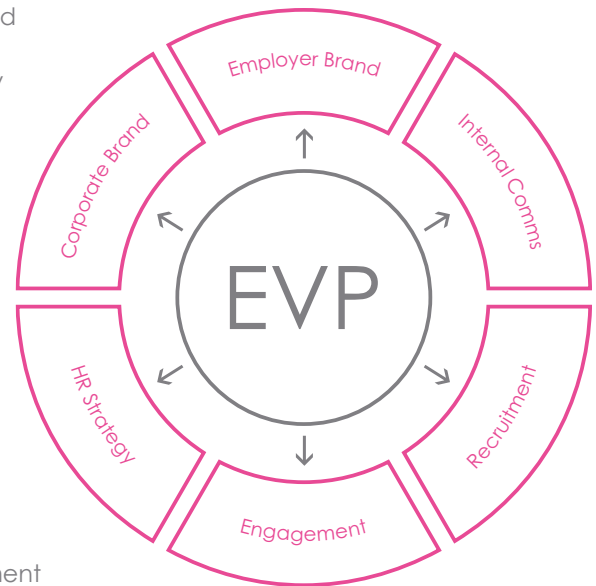 Employer Brand
Corporate Brand
Internal Comms
EVP
HR Strategy
Recruitment
Engagement